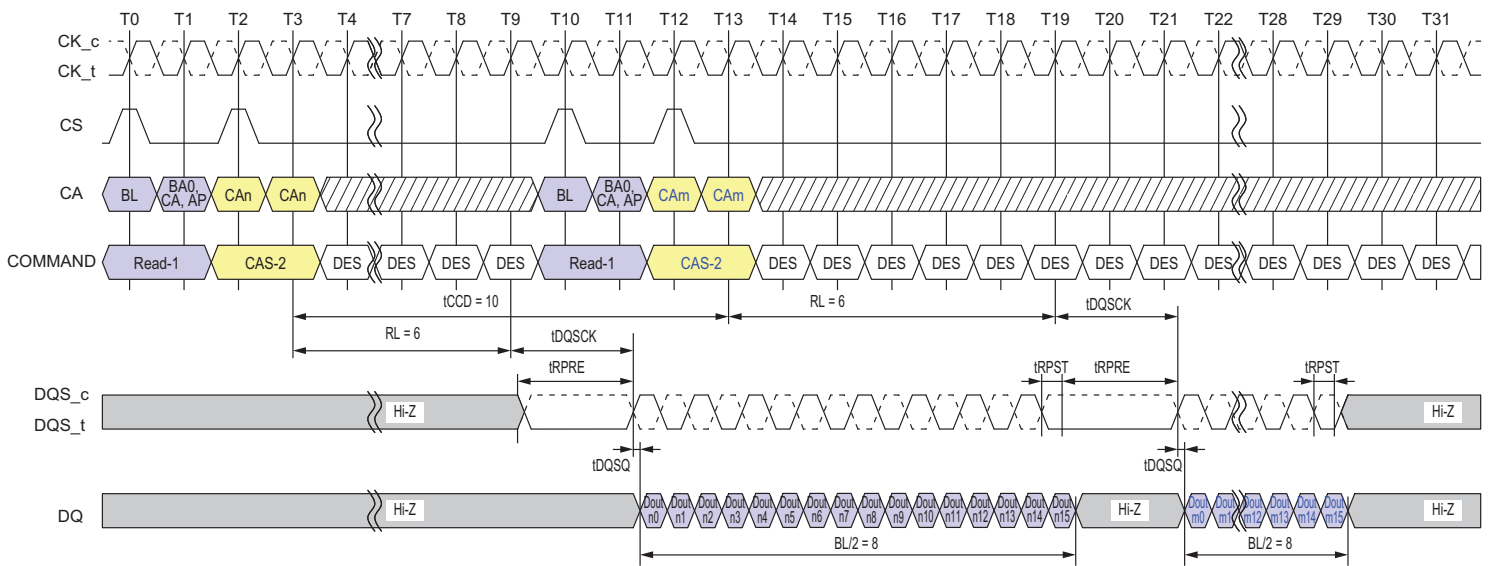 T0 T1 T2 T3 T4 T7 T8 T9 T10 T11 T12 T13 T14 T15 T16 T17 T18 T19 T20 T21 T22 T28 T29 T30 T31
CK_c
CK_t
CS
CA BL BA0, CA, AP CAn CAn BL BA0, CA, AP CAm CAm
COMMAND Read-1 CAS-2 DES DES DES DES Read-1 CAS-2 DES DES DES DES DES DES DES DES DES DES DES DES DES
tCCD = 10 RL = 6 tDQSCK
RL = 6 tDQSCK
tRPRE tRPST tRPRE tRPST
DQS_c
DQS_t
Hi-Z Hi-Z
tDQSQ tDQSQ
DQ Hi-Z Dout n0 Dout n1 Dout n2 Dout n3 Dout n4 Dout n5 Dout n6 Dout n7 Dout n8 Dout n9 Dout n10 Dout n11 Dout n12 Dout n13 Dout n14 Dout n15 Hi-Z Dout m0 Dout m1 Dout m12 Dout m13 Dout m14 Dout m15 Hi-Z
BL/2 = 8 BL/2 = 8